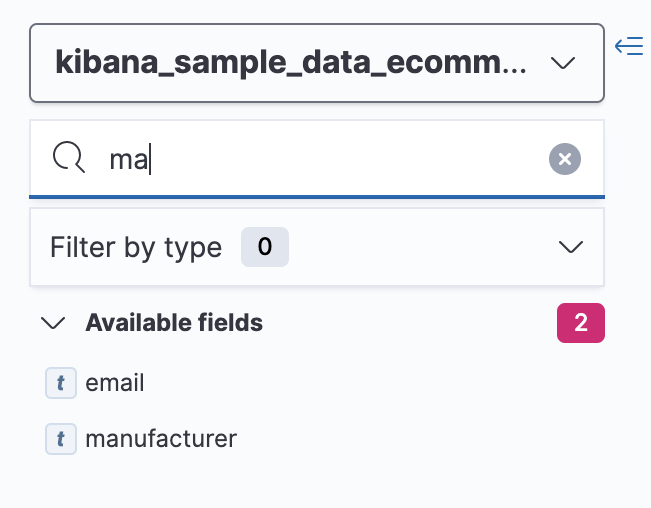 kibana_sample_data_ecomm...
ma
Filter by type 0
Available fields 2
t email
t manufacturer